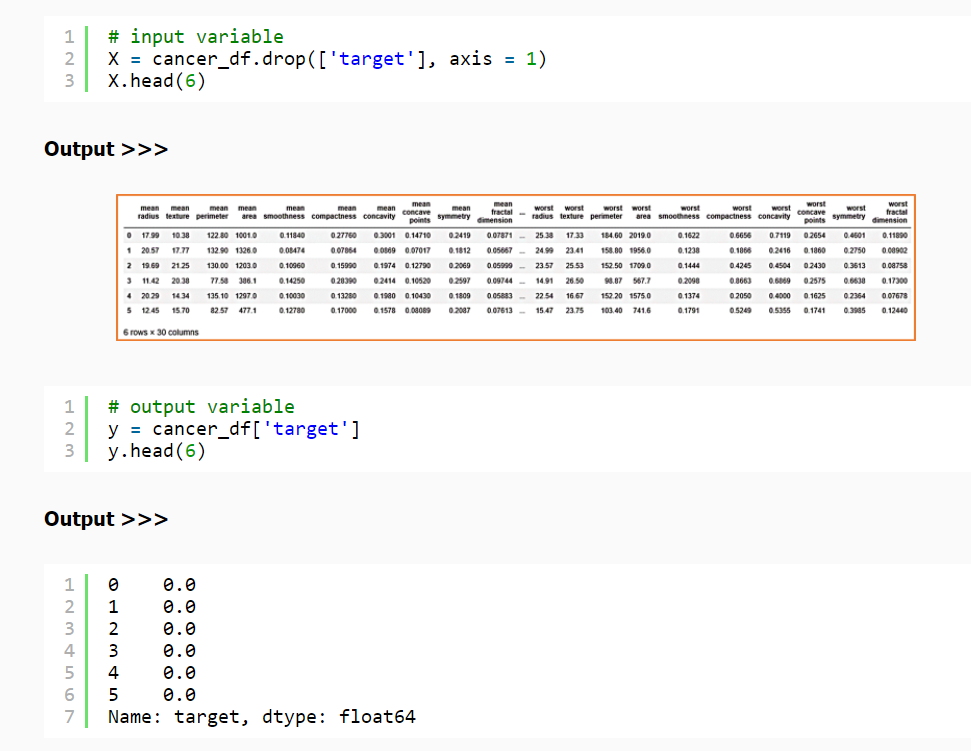 1 # input variable
2 X = cancer_df.drop(['target'], axis = 1)
3 X.head(6)
Output >>>
mean radius mean texture mean perimeter mean area mean smoothness mean compactness mean concavity mean concave points mean symmetry mean fractal dimension ... worst radius worst texture worst perimeter worst area worst smoothness worst compactness worst concavity worst concave points worst symmetry worst fractal dimension
0 17.99 10.38 122.80 1001.0 0.11840 0.27760 0.3001 0.14710 0.2419 0.07871 ... 25.38 17.33 184.60 2019.0 0.1622 0.6656 0.7119 0.2654 0.4601 0.11890
1 20.57 17.77 132.90 1326.0 0.08474 0.07864 0.0869 0.07017 0.1812 0.05667 ... 24.99 23.41 158.80 1956.0 0.1238 0.1866 0.2416 0.1860 0.2750 0.08902
2 19.69 21.25 130.00 1203.0 0.10960 0.15990 0.1974 0.12790 0.2069 0.05999 ... 23.57 25.53 152.50 1709.0 0.1444 0.4245 0.4504 0.2430 0.3613 0.08758
3 11.42 20.38 77.58 386.1 0.14250 0.28390 0.2414 0.10520 0.2597 0.09744 ... 14.91 26.50 98.87 567.7 0.2098 0.8663 0.6869 0.2575 0.6638 0.17300
4 20.29 14.34 135.10 1297.0 0.10030 0.13280 0.1980 0.10430 0.1809 0.05883 ... 22.54 16.67 152.20 1575.0 0.1374 0.2050 0.4000 0.1625 0.2364 0.07678
5 12.45 15.70 82.57 477.1 0.12780 0.17000 0.1578 0.08089 0.2087 0.07613 ... 15.47 23.75 103.40 741.6 0.1791 0.5249 0.5355 0.1741 0.3985 0.12440
6 rows × 30 columns
1 # output variable
2 y = cancer_df['target']
3 y.head(6)
Output >>>
1 0 0.0
2 1 0.0
3 2 0.0
4 3 0.0
5 4 0.0
6 5 0.0
7 Name: target, dtype: float64